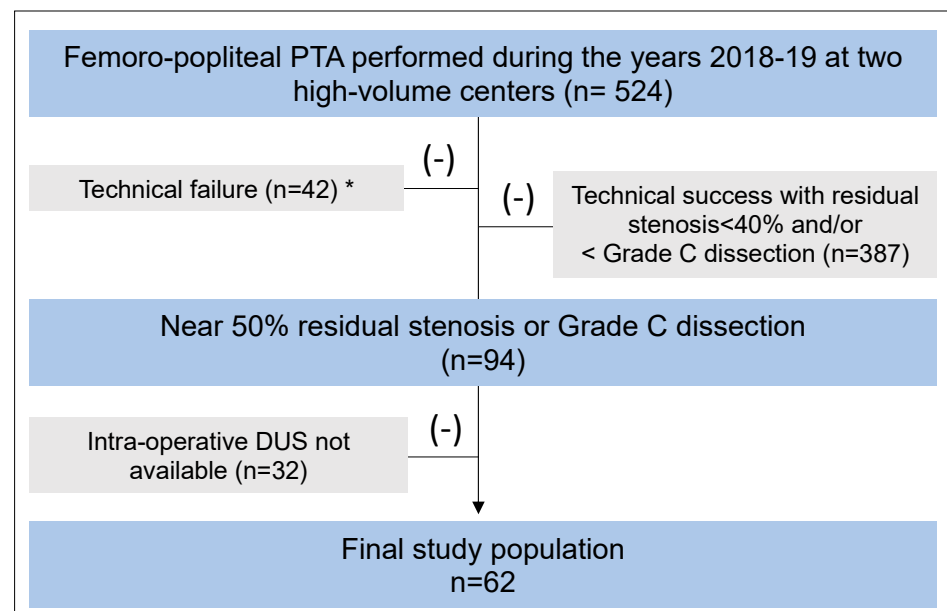 Femoro-popliteal PTA performed during the years 2018-19 at two
high-volume centers (n= 524)
(-)
Technical failure (n=42) *
(-)
Technical success with residual
stenosis<40% and/or
< Grade C dissection (n=387)
Near 50% residual stenosis or Grade C dissection
(n=94)
(-)
Intra-operative DUS not
available (n=32)
Final study population
n=62